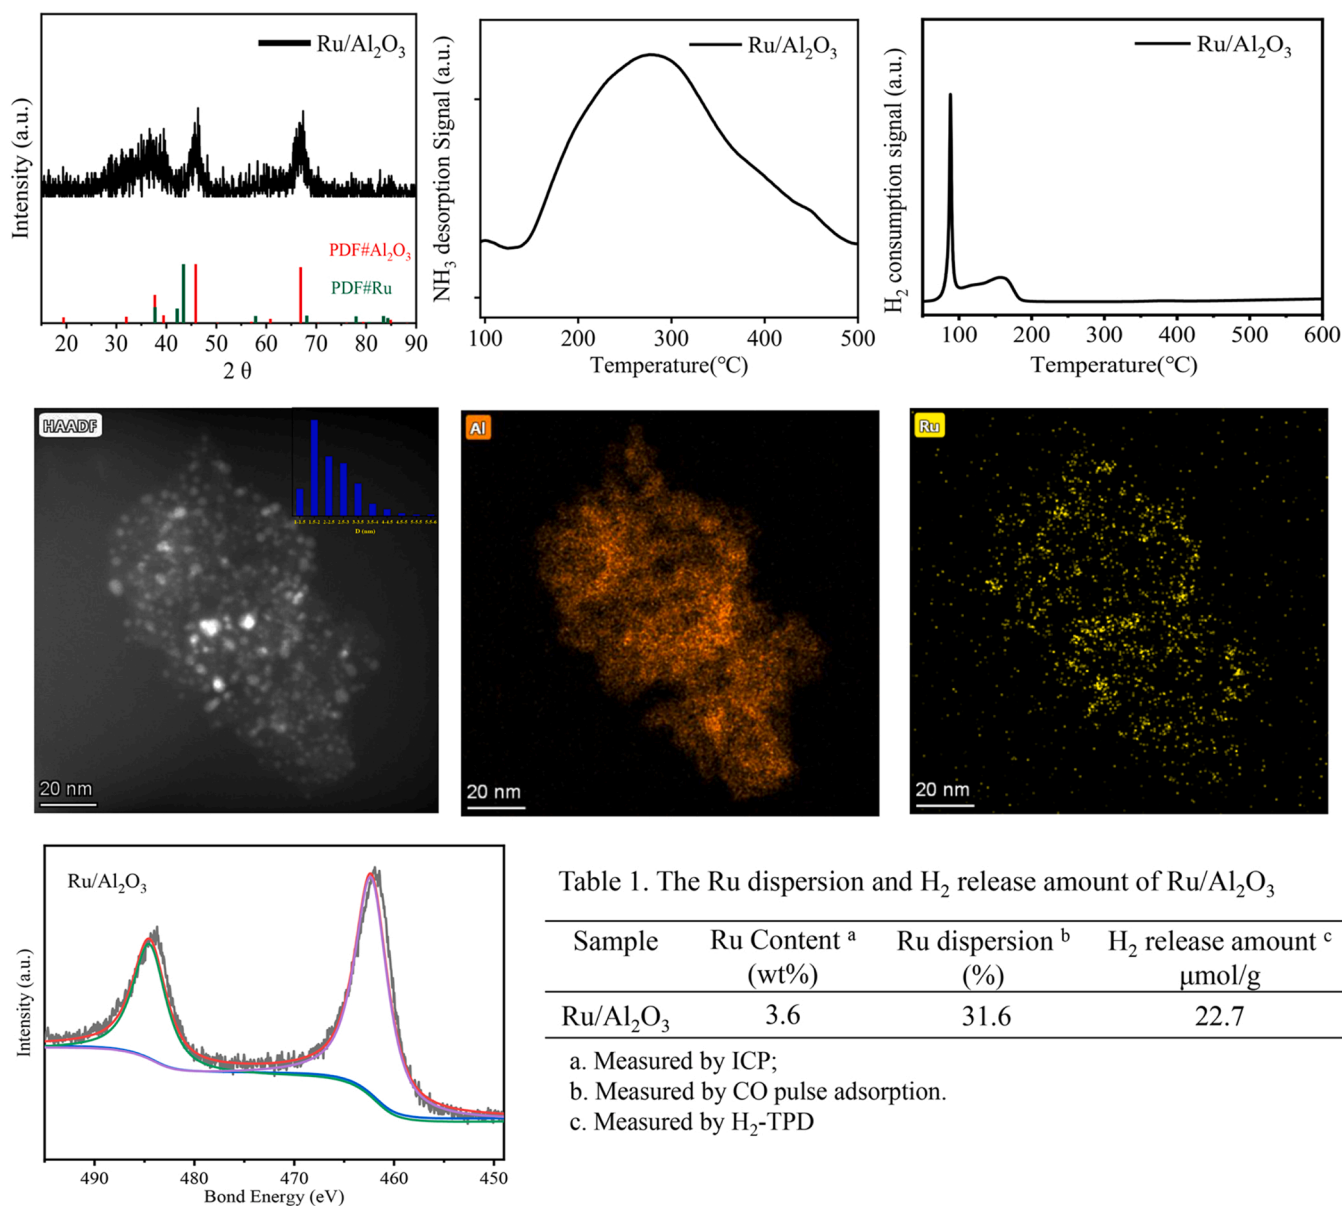 Intensity (a.u.)
Ru/Al₂O₃
PDF#Al₂O₃
PDF#Ru
20 30 40 50 60 70 80 90
2 θ
NH₃ desorption Signal (a.u.)
Ru/Al₂O₃
100 200 300 400 500
Temperature(°C)
H₂ consumption signal (a.u.)
Ru/Al₂O₃
100 200 300 400 500 600
Temperature(°C)
HAADF
D (nm)
20 nm
Al
20 nm
Ru
20 nm
Intensity (a.u.)
Ru/Al₂O₃
490 480 470 460 450
Bond Energy (eV)
Table 1. The Ru dispersion and H₂ release amount of Ru/Al₂O₃
Sample Ru Content ᵃ Ru dispersion ᵇ H₂ release amount ᶜ
(wt%) (%) μmol/g
Ru/Al₂O₃ 3.6 31.6 22.7
a. Measured by ICP;
b. Measured by CO pulse adsorption.
c. Measured by H₂-TPD